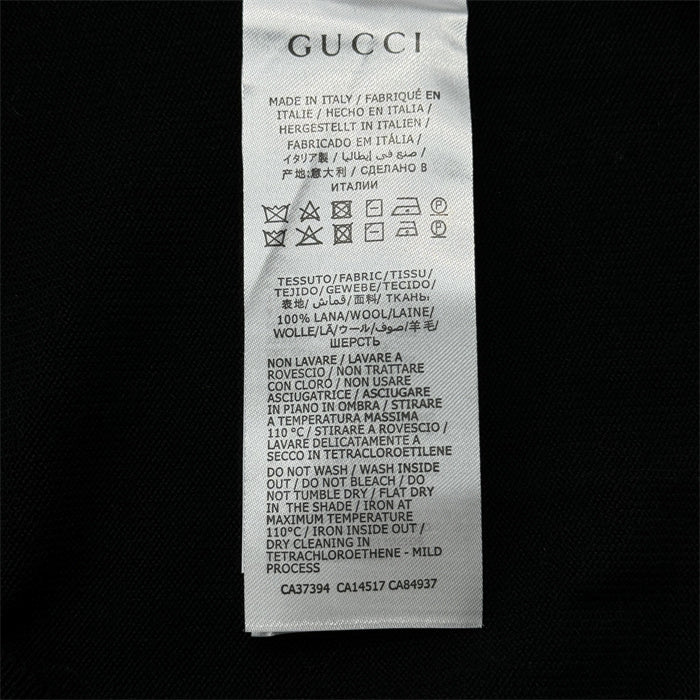 GUCCI
MADE IN ITALY / FABRIQUÉ EN
ITALIE / HECHO EN ITALIA /
HERGESTELLT IN ITALIEN /
FABRICADO EM ITÁLIA /
イタリア製 / صنع في إيطاليا /
产地:意大利 / СДЕЛАНО В
ИТАЛИИ
P
P
TESSUTO/FABRIC/TISSU/
TEJIDO/GEWEBE/TECIDO/
表地/ قماش /面料/ ТКАНЬ/
100% LANA/WOOL/LAINE/
WOLLE/LÃ/ウール/صوف/羊毛/
ШЕРСТЬ
NON LAVARE / LAVARE A
ROVESCIO / NON TRATTARE
CON CLORO / NON USARE
ASCIUGATRICE / ASCIUGARE
IN PIANO IN OMBRA / STIRARE
A TEMPERATURA MASSIMA
110 °C / STIRARE A ROVESCIO /
LAVARE DELICATAMENTE A
SECCO IN TETRACLOROETILENE
DO NOT WASH / WASH INSIDE
OUT / DO NOT BLEACH / DO
NOT TUMBLE DRY / FLAT DRY
IN THE SHADE / IRON AT
MAXIMUM TEMPERATURE
110°C / IRON INSIDE OUT /
DRY CLEANING IN
TETRACHLOROETHENE - MILD
PROCESS
CA37394 CA14517 CA84937